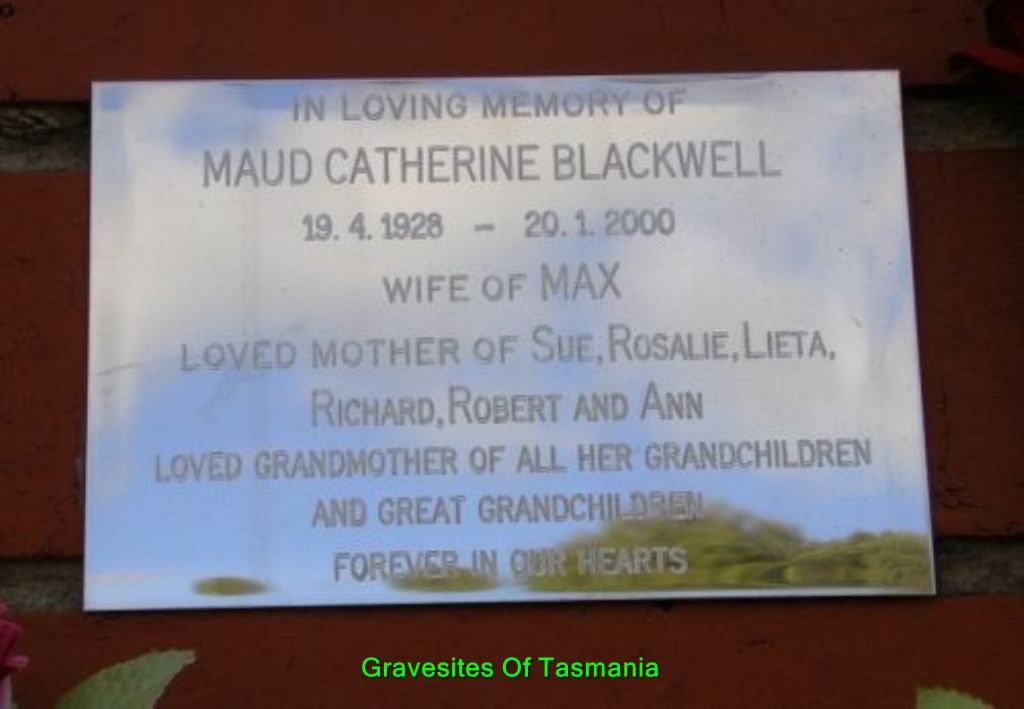 IN LOVING MEMORY OF
MAUD CATHERINE BLACKWELL
19.4.1928 - 20.1.2000
WIFE OF MAX
LOVED MOTHER OF SUE, ROSALIE, LIETA,
RICHARD, ROBERT AND ANN
LOVED GRANDMOTHER OF ALL HER GRANDCHILDREN
AND GREAT GRANDCHILDREN
FOREVER IN OUR HEARTS
Gravesites Of Tasmania